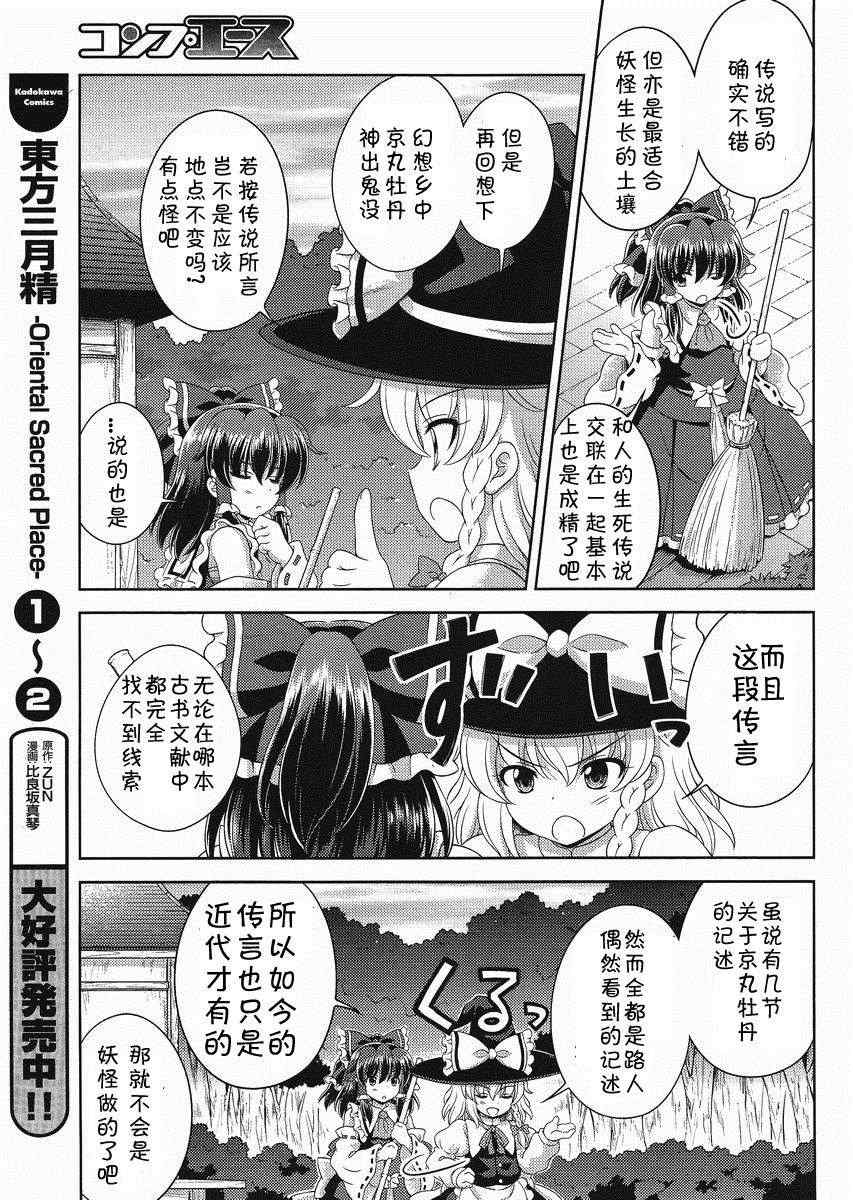 コンプエース
Kadokawa
Comics
東方三月精
-Oriental Sacred Place-
1～2
原作:ZUN
漫画:比良坂真琴
大好評発売中!!
传说写的
确实不错
但亦是最适合
妖怪生长的土壤
和人的生死传说
交联在一起基本
上也是成精了吧
但是
再回想下
幻想乡中
京丸牡丹
神出鬼没
若按传说所言
岂不是应该
地点不变吗?
有点怪吧
…说的也是
而且
这段传言
ずいっ
无论在哪本
古书文献中
都完全
找不到线索
虽说有几节
关于京丸牡丹
的记述
然而全都是路人
偶然看到的记述
くるっ
所以如今的
传言也只是
近代才有的
那就不会是
妖怪做的了吧